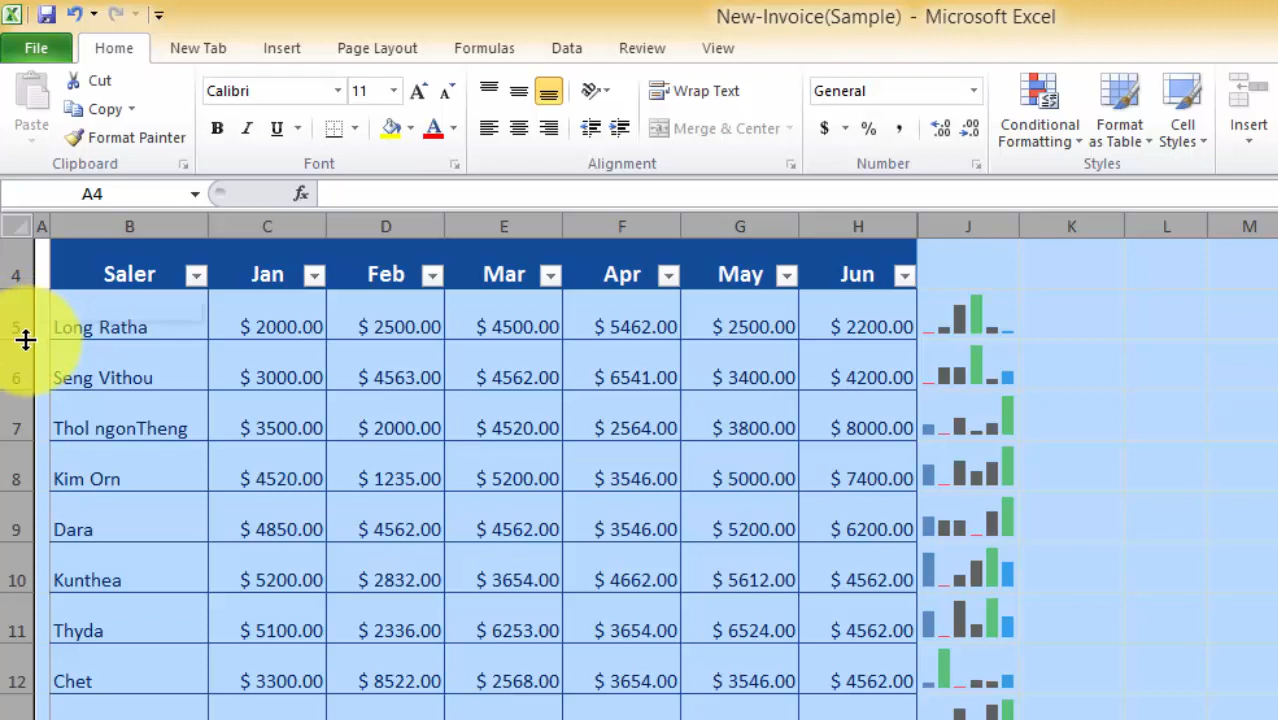 New-Invoice(Sample) - Microsoft Excel
File Home New Tab Insert Page Layout Formulas Data Review View
Paste
Cut
Copy
Format Painter
Clipboard
Calibri 11 A A
B I U A
Font
Wrap Text
Merge & Center
Alignment
General
$ % , .0 .00 .00 .0
Number
Conditional Formatting
Format as Table
Cell Styles
Styles
Insert
A4 fx
A B C D E F G H J K L M
4 Saler Jan Feb Mar Apr May Jun
5 Long Ratha $ 2000.00 $ 2500.00 $ 4500.00 $ 5462.00 $ 2500.00 $ 2200.00
6 Seng Vithou $ 3000.00 $ 4563.00 $ 4562.00 $ 6541.00 $ 3400.00 $ 4200.00
7 Thol ngonTheng $ 3500.00 $ 2000.00 $ 4520.00 $ 2564.00 $ 3800.00 $ 8000.00
8 Kim Orn $ 4520.00 $ 1235.00 $ 5200.00 $ 3546.00 $ 5000.00 $ 7400.00
9 Dara $ 4850.00 $ 4562.00 $ 4562.00 $ 3546.00 $ 5200.00 $ 6200.00
10 Kunthea $ 5200.00 $ 2832.00 $ 3654.00 $ 4662.00 $ 5612.00 $ 4562.00
11 Thyda $ 5100.00 $ 2336.00 $ 6253.00 $ 3654.00 $ 6524.00 $ 4562.00
12 Chet $ 3300.00 $ 8522.00 $ 2568.00 $ 3654.00 $ 3546.00 $ 4562.00